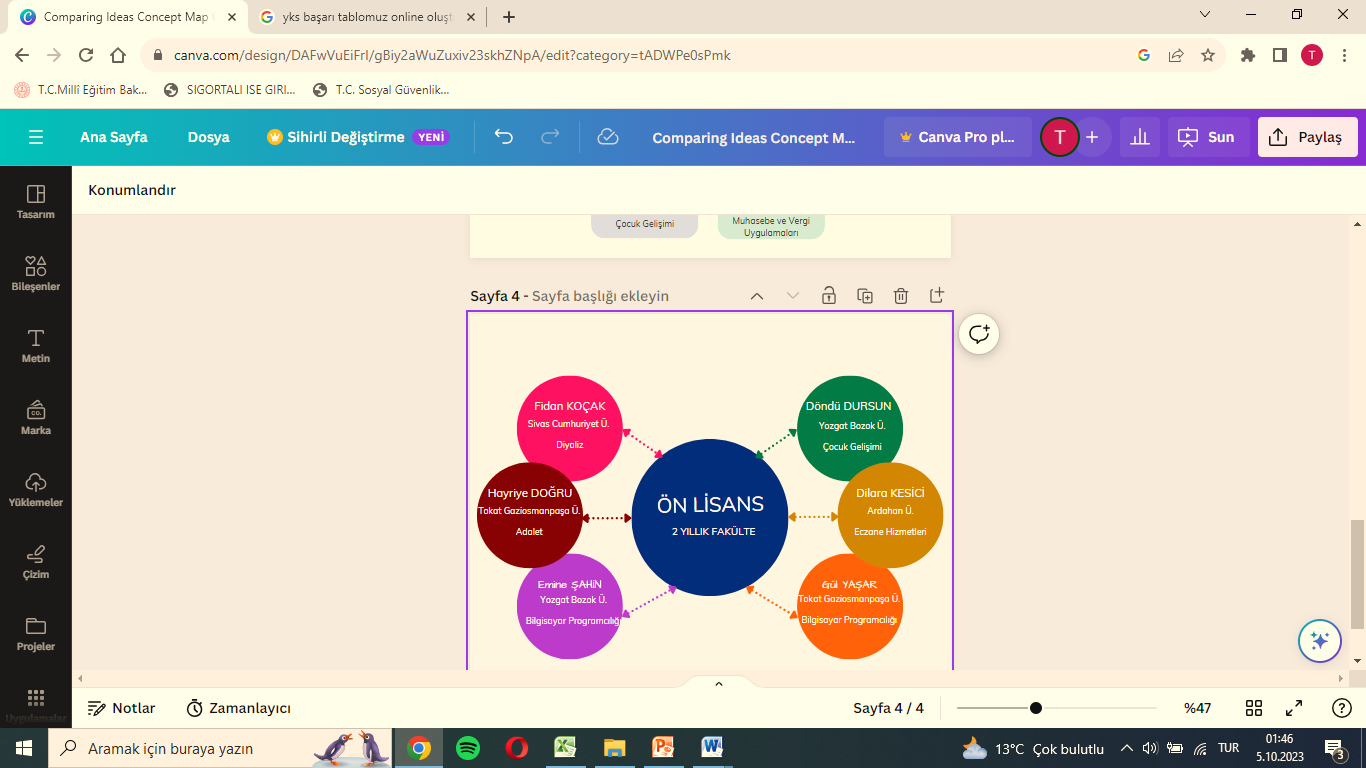 Comparing Ideas Concept Map
yks başarı tablomuz online oluşt
canva.com/design/DAFwVuEiFrI/gBiy2aWuZuxiv23skhZNpA/edit?category=tADWPe0sPmk
T
T.C.Millî Eğitim Bak...
SIGORTALI ISE GIRI...
T.C. Sosyal Güvenlik...
Ana Sayfa
Dosya
Sihirli Değiştirme YENİ
Comparing Ideas Concept M...
Canva Pro pl...
T
Sun
Paylaş
Konumlandır
Tasarım
Bileşenler
Metin
CO.
Marka
Yüklemeler
Çizim
Projeler
Uygulamalar
Çocuk Gelişimi
Muhasebe ve Vergi
Uygulamaları
Sayfa 4 - Sayfa başlığı ekleyin
Fidan KOÇAK
Sivas Cumhuriyet Ü.
Diyaliz
Döndü DURSUN
Yozgat Bozok Ü.
Çocuk Gelişimi
Hayriye DOĞRU
Tokat Gaziosmanpaşa Ü.
Adalet
ÖN LİSANS
2 YILLIK FAKÜLTE
Dilara KESİCİ
Ardahan Ü.
Eczane Hizmetleri
Emine ŞAHİN
Yozgat Bozok Ü.
Bilgisayar Programcılığı
Gül YAŞAR
Tokat Gaziosmanpaşa Ü.
Bilgisayar Programcılığı
Notlar
Zamanlayıcı
Sayfa 4 / 4
%47
Aramak için buraya yazın
13°C Çok bulutlu
TUR
01:46
5.10.2023
3